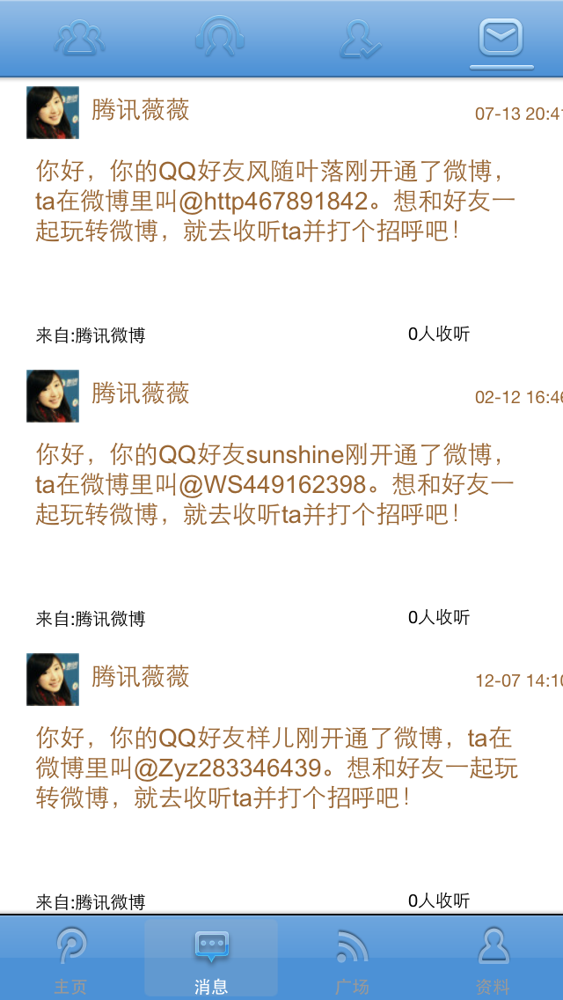 腾讯薇薇
07-13 20:41
你好，你的QQ好友风随叶落刚开通了微博，
ta在微博里叫@http467891842。想和好友一
起玩转微博，就去收听ta并打个招呼吧！
来自:腾讯微博
0人收听
腾讯薇薇
02-12 16:46
你好，你的QQ好友sunshine刚开通了微博，
ta在微博里叫@WS449162398。想和好友一
起玩转微博，就去收听ta并打个招呼吧！
来自:腾讯微博
0人收听
腾讯薇薇
12-07 14:10
你好，你的QQ好友样儿刚开通了微博，ta在
微博里叫@Zyz283346439。想和好友一起玩
转微博，就去收听ta并打个招呼吧！
来自:腾讯微博
0人收听
主页
消息
广场
资料